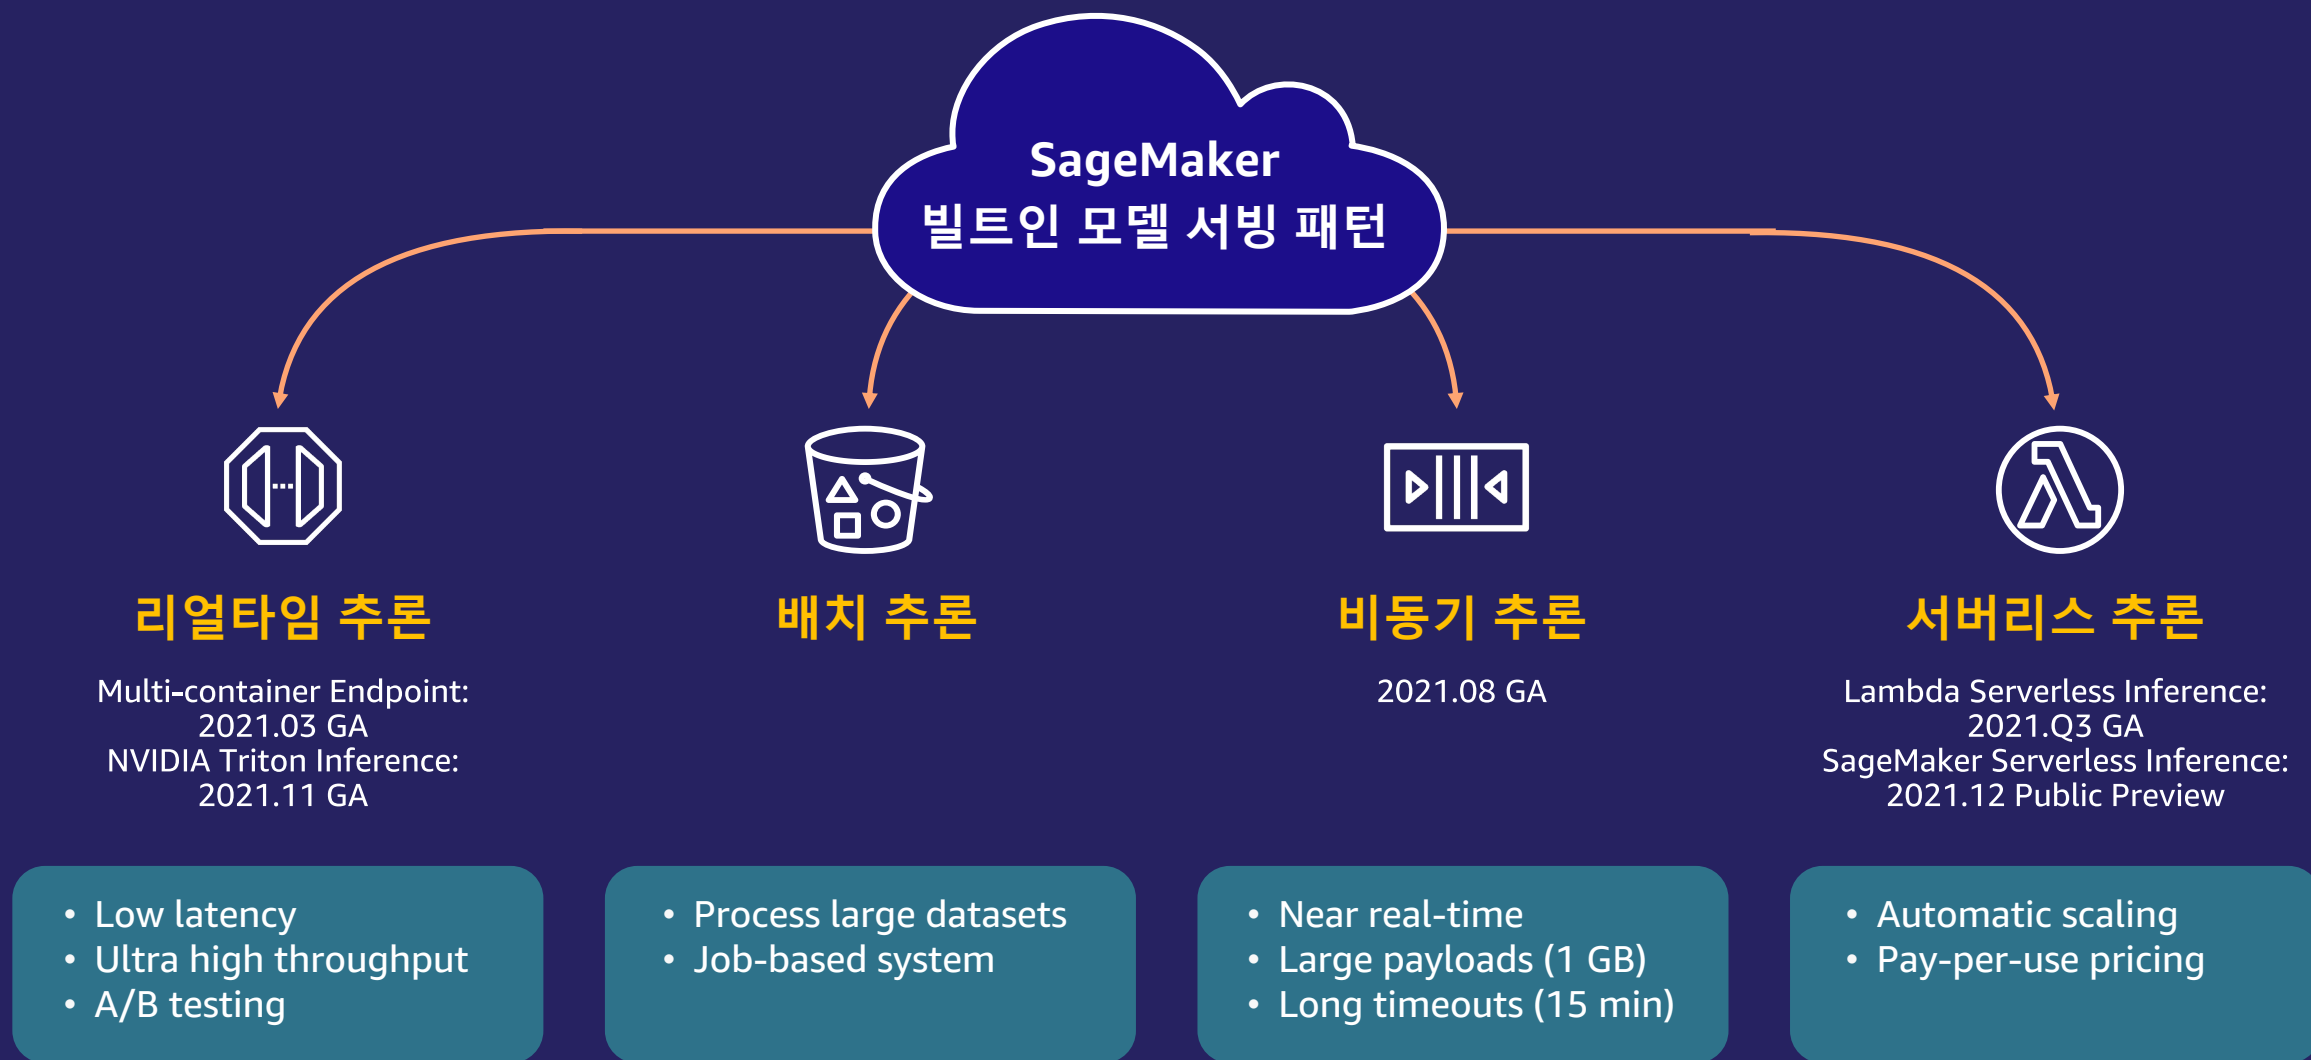 SageMaker
빌트인 모델 서빙 패턴
리얼타임 추론
Multi-container Endpoint:
2021.03 GA
NVIDIA Triton Inference:
2021.11 GA
• Low latency
• Ultra high throughput
• A/B testing
배치 추론
• Process large datasets
• Job-based system
비동기 추론
2021.08 GA
• Near real-time
• Large payloads (1 GB)
• Long timeouts (15 min)
서버리스 추론
Lambda Serverless Inference:
2021.Q3 GA
SageMaker Serverless Inference:
2021.12 Public Preview
• Automatic scaling
• Pay-per-use pricing